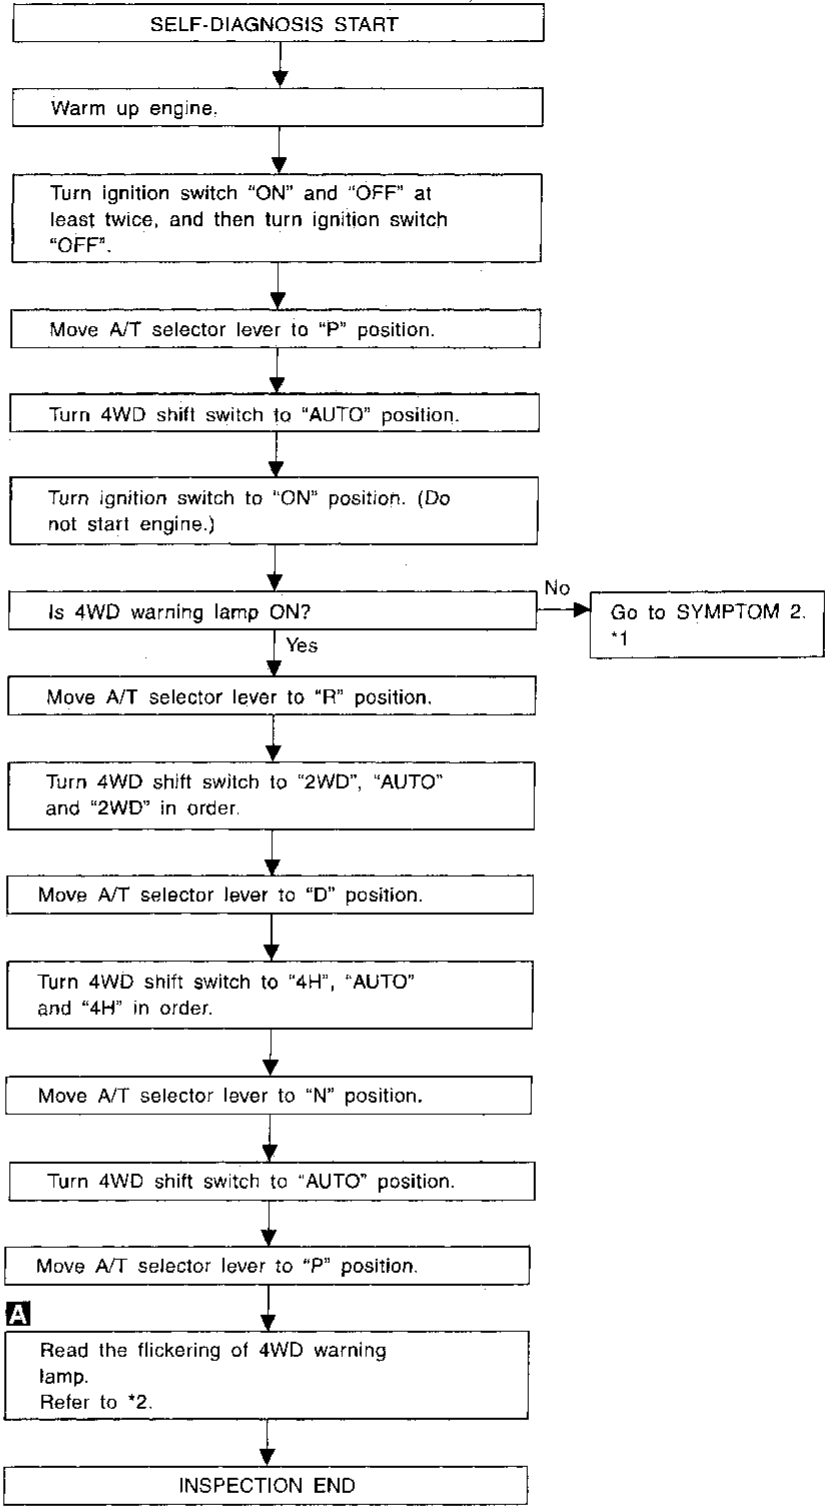 SELF-DIAGNOSIS START
Warm up engine.
Turn ignition switch “ON” and “OFF” at
least twice, and then turn ignition switch
“OFF”.
Move A/T selector lever to “P” position.
Turn 4WD shift switch to “AUTO” position.
Turn ignition switch to “ON” position. (Do
not start engine.)
Is 4WD warning lamp ON?
No
Go to SYMPTOM 2.
*1
Yes
Move A/T selector lever to “R” position.
Turn 4WD shift switch to “2WD”, “AUTO”
and “2WD” in order.
Move A/T selector lever to “D” position.
Turn 4WD shift switch to “4H”, “AUTO”
and “4H” in order.
Move A/T selector lever to “N” position.
Turn 4WD shift switch to “AUTO” position.
Move A/T selector lever to “P” position.
A
Read the flickering of 4WD warning
lamp.
Refer to *2.
INSPECTION END